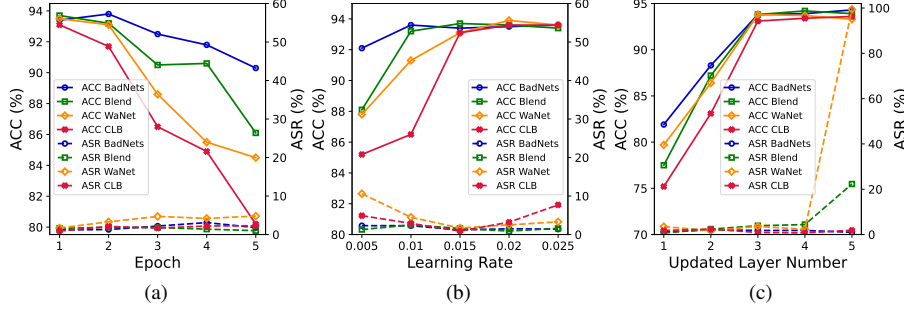 94
92
90
88
86
84
82
80
ACC (%)
60
50
40
30
20
10
0
ASR (%)
ACC BadNets
ACC Blend
ACC WaNet
ACC CLB
ASR BadNets
ASR Blend
ASR WaNet
ASR CLB
1 2 3 4 5
Epoch
(a)
94
92
90
88
86
84
82
80
ACC (%)
60
50
40
30
20
10
0
ASR (%)
ACC BadNets
ACC Blend
ACC WaNet
ACC CLB
ASR BadNets
ASR Blend
ASR WaNet
ASR CLB
0.005 0.01 0.015 0.02 0.025
Learning Rate
(b)
95
90
85
80
75
70
ACC (%)
100
80
60
40
20
0
ASR (%)
ACC BadNets
ACC Blend
ACC WaNet
ACC CLB
ASR BadNets
ASR Blend
ASR WaNet
ASR CLB
1 2 3 4 5
Updated Layer Number
(c)